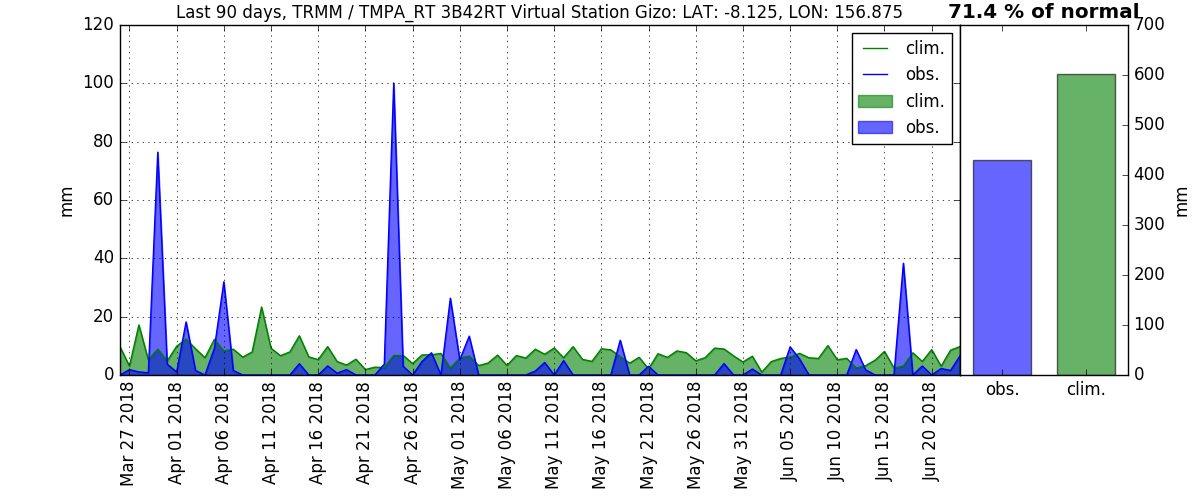 Last 90 days, TRMM / TMPA_RT 3B42RT Virtual Station Gizo: LAT: -8.125, LON: 156.875
71.4 % of normal
120
100
80
60
40
20
0
mm
clim.
obs.
clim.
obs.
Mar 27 2018
Apr 01 2018
Apr 06 2018
Apr 11 2018
Apr 16 2018
Apr 21 2018
Apr 26 2018
May 01 2018
May 06 2018
May 11 2018
May 16 2018
May 21 2018
May 26 2018
May 31 2018
Jun 05 2018
Jun 10 2018
Jun 15 2018
Jun 20 2018
700
600
500
400
300
200
100
0
mm
obs.
clim.